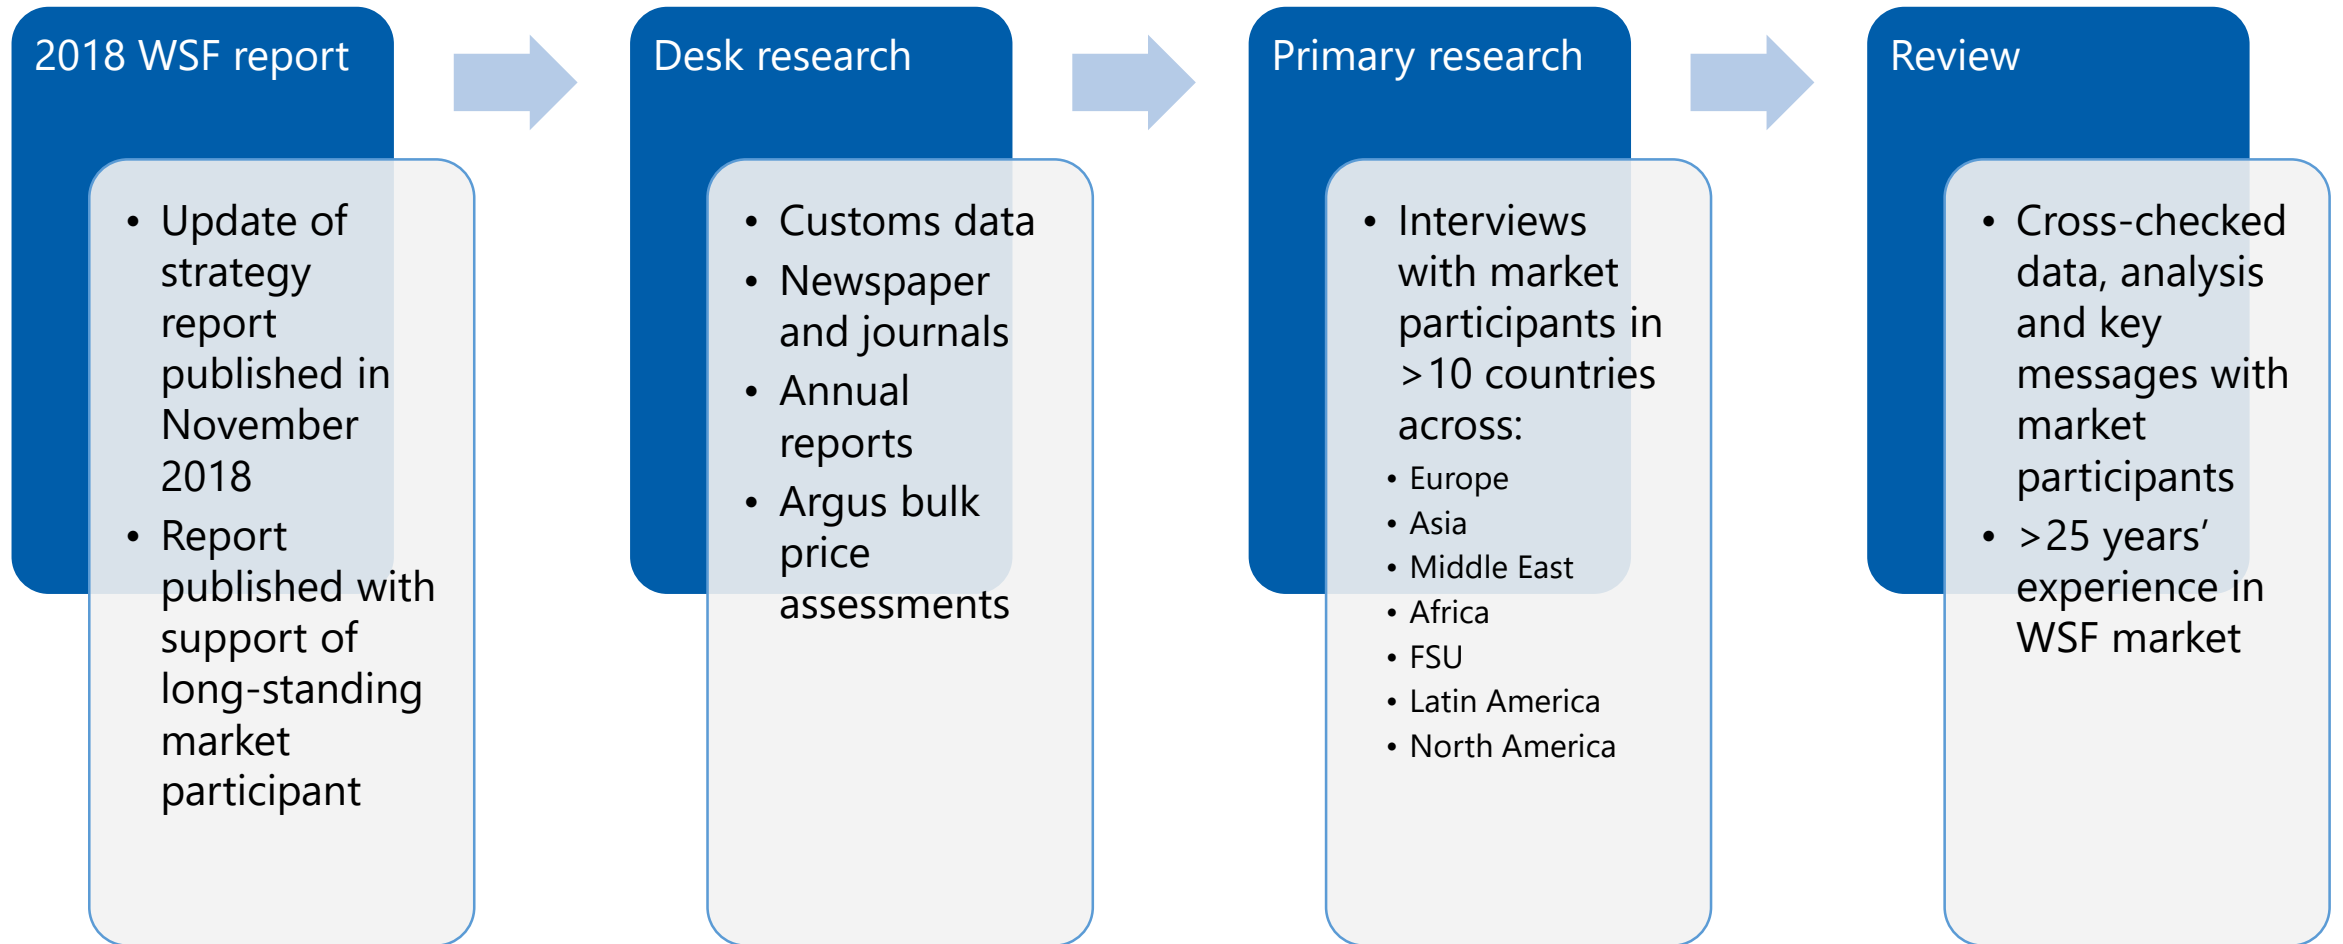 2018 WSF report
• Update of
strategy
report
published in
November
2018
• Report
published with
support of
long-standing
market
participant
Desk research
• Customs data
• Newspaper
and journals
• Annual
reports
• Argus bulk
price
assessments
Primary research
• Interviews
with market
participants in
>10 countries
across:
• Europe
• Asia
• Middle East
• Africa
• FSU
• Latin America
• North America
Review
• Cross-checked
data, analysis
and key
messages with
market
participants
• >25 years’
experience in
WSF market